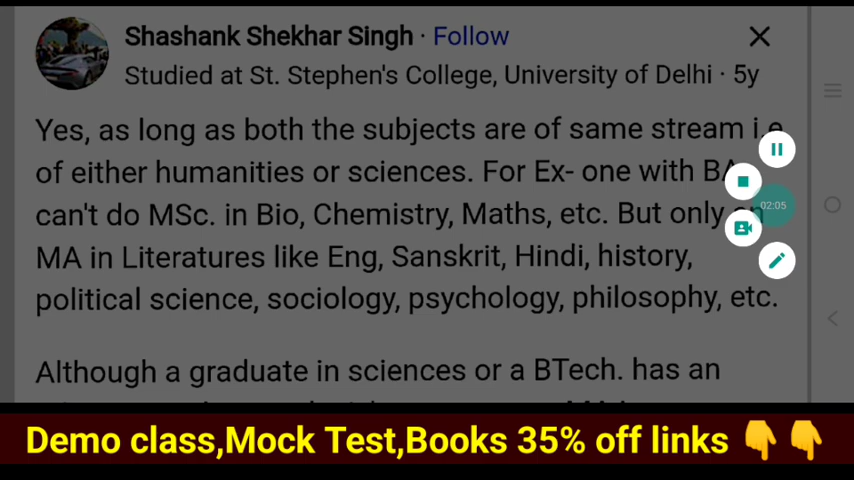 Shashank Shekhar Singh · Follow
Studied at St. Stephen's College, University of Delhi · 5y
Yes, as long as both the subjects are of same stream i.e
of either humanities or sciences. For Ex- one with BA
can't do MSc. in Bio, Chemistry, Maths, etc. But only an
MA in Literatures like Eng, Sanskrit, Hindi, history,
political science, sociology, psychology, philosophy, etc.
02:05
Although a graduate in sciences or a BTech. has an
Demo class,Mock Test,Books 35% off links 👇👇